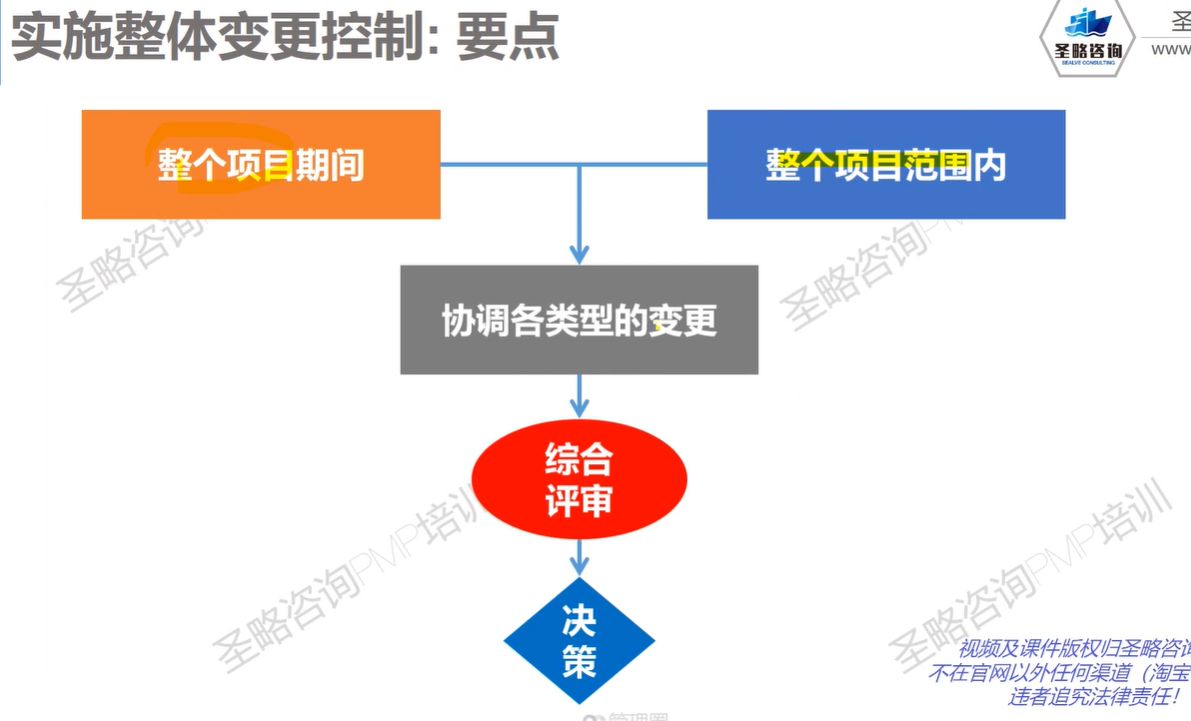 实施整体变更控制: 要点
圣略咨询
SEALVE CONSULTING
圣
www
整个项目期间
整个项目范围内
圣略咨询PMP培训
圣略咨询PM
协调各类型的变更
综合
评审
圣略咨询PMP培训
圣略咨询PMP培训
决
策
视频及课件版权归圣略咨询
不在官网以外任何渠道（淘宝
违者追究法律责任！
管理圈